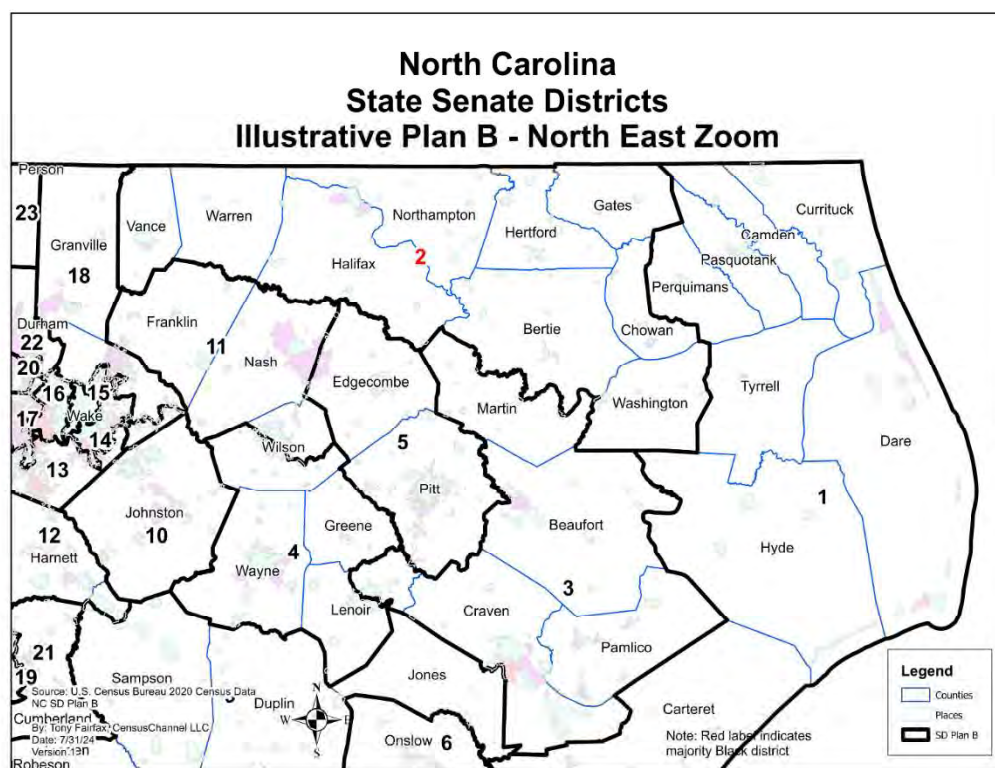 North Carolina
State Senate Districts
Illustrative Plan B - North East Zoom
Person
23
Granville
18
Vance
Warren
Northampton
Hertford
Gates
Currituck
Camden
Pasquotank
Perquimans
Halifax
2
Bertie
Chowan
Durham
22
Franklin
11
Nash
Edgecombe
Martin
Washington
Tyrrell
Dare
20
16
15
17
Wake
14
13
Wilson
5
Pitt
Beaufort
1
Hyde
12
Harnett
Johnston
10
Greene
4
Wayne
Lenoir
Craven
3
Pamlico
21
19
Sampson
Duplin
Jones
Carteret
Onslow
6
Source: U.S. Census Bureau 2020 Census Data
NC SD Plan B
Cumberland
By: Tony Fairfax, CensusChannel LLC
Date: 7/31/24
Robeson
N
W
E
S
Note: Red label indicates
majority Black district
Legend
Counties
Places
SD Plan B